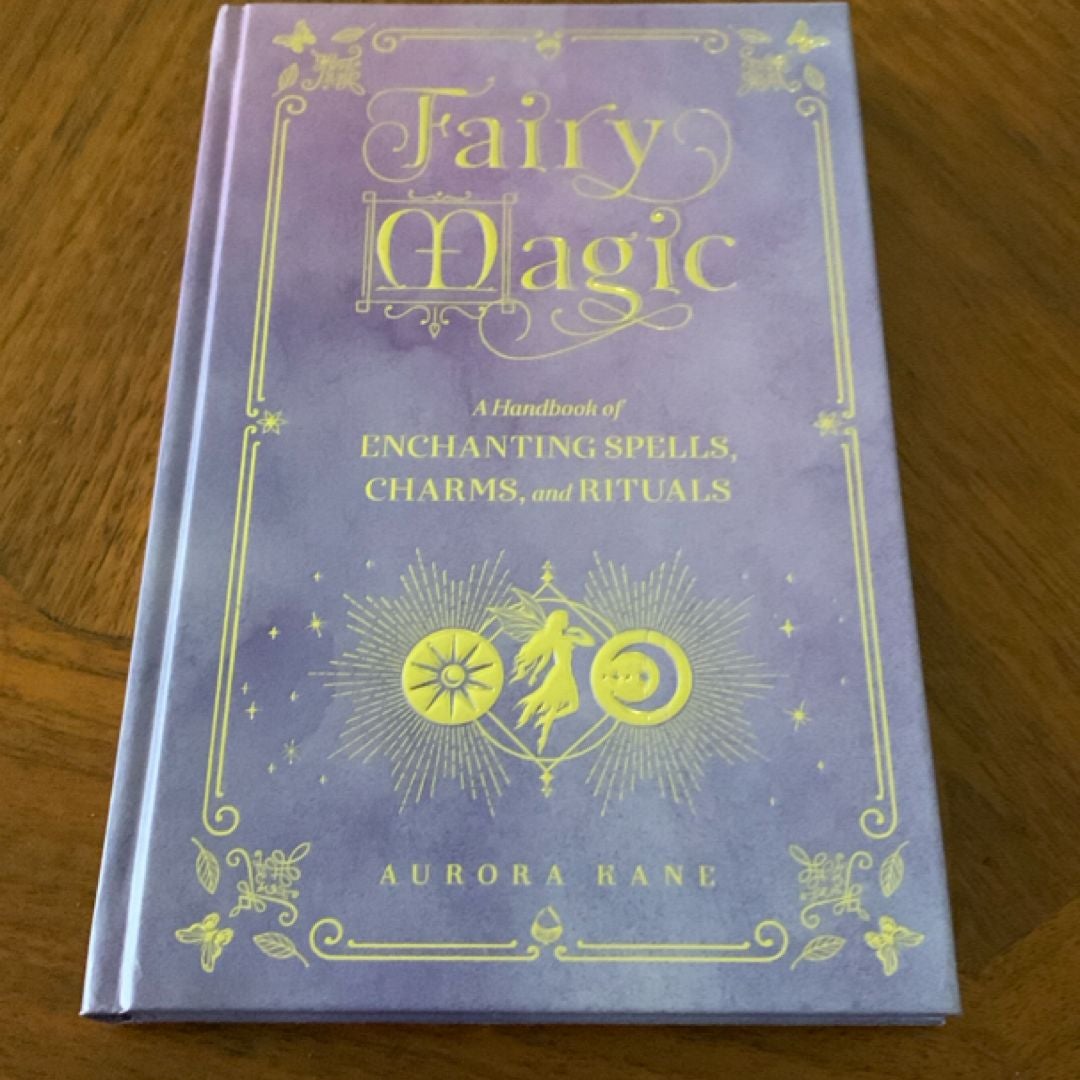 Fairy
Magic
A Handbook of
ENCHANTING SPELLS,
CHARMS, and RITUALS
AURORA KANE